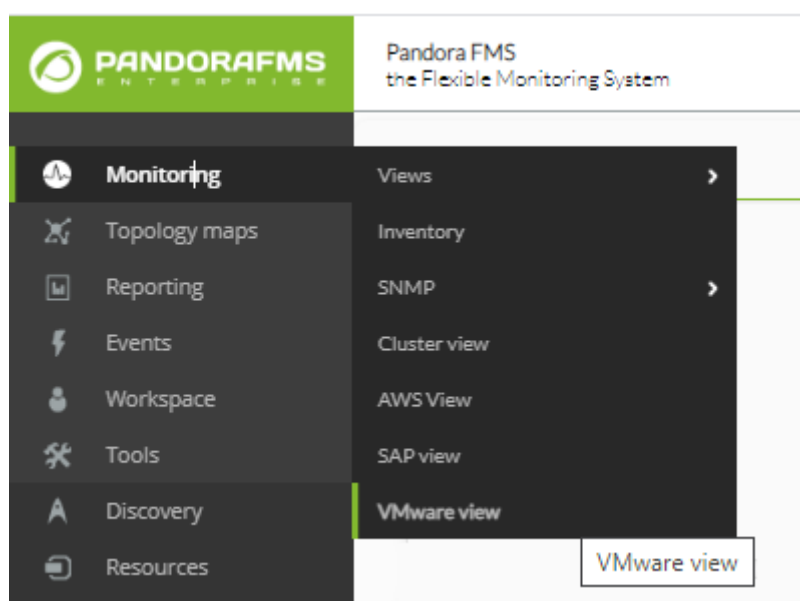 PANDORAFMS
ENTERPRISE
Pandora FMS
the Flexible Monitoring System
Monitoring
Topology maps
Reporting
Events
Workspace
Tools
Discovery
Resources
Views
Inventory
SNMP
Cluster view
AWS View
SAP view
VMware view
VMware view